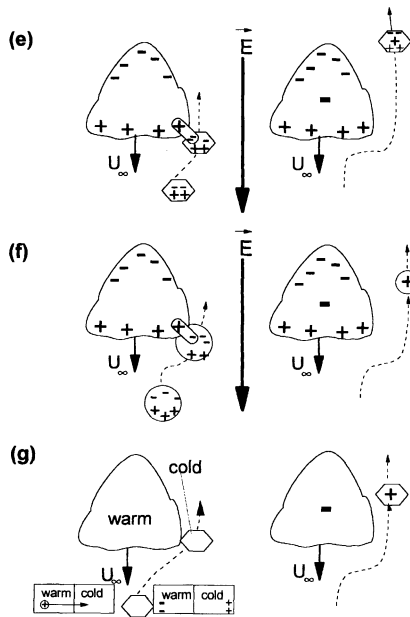 (e)
E
U∞
U∞
(f)
E
U∞
U∞
(g)
cold
warm
U∞
U∞
warm cold
warm cold